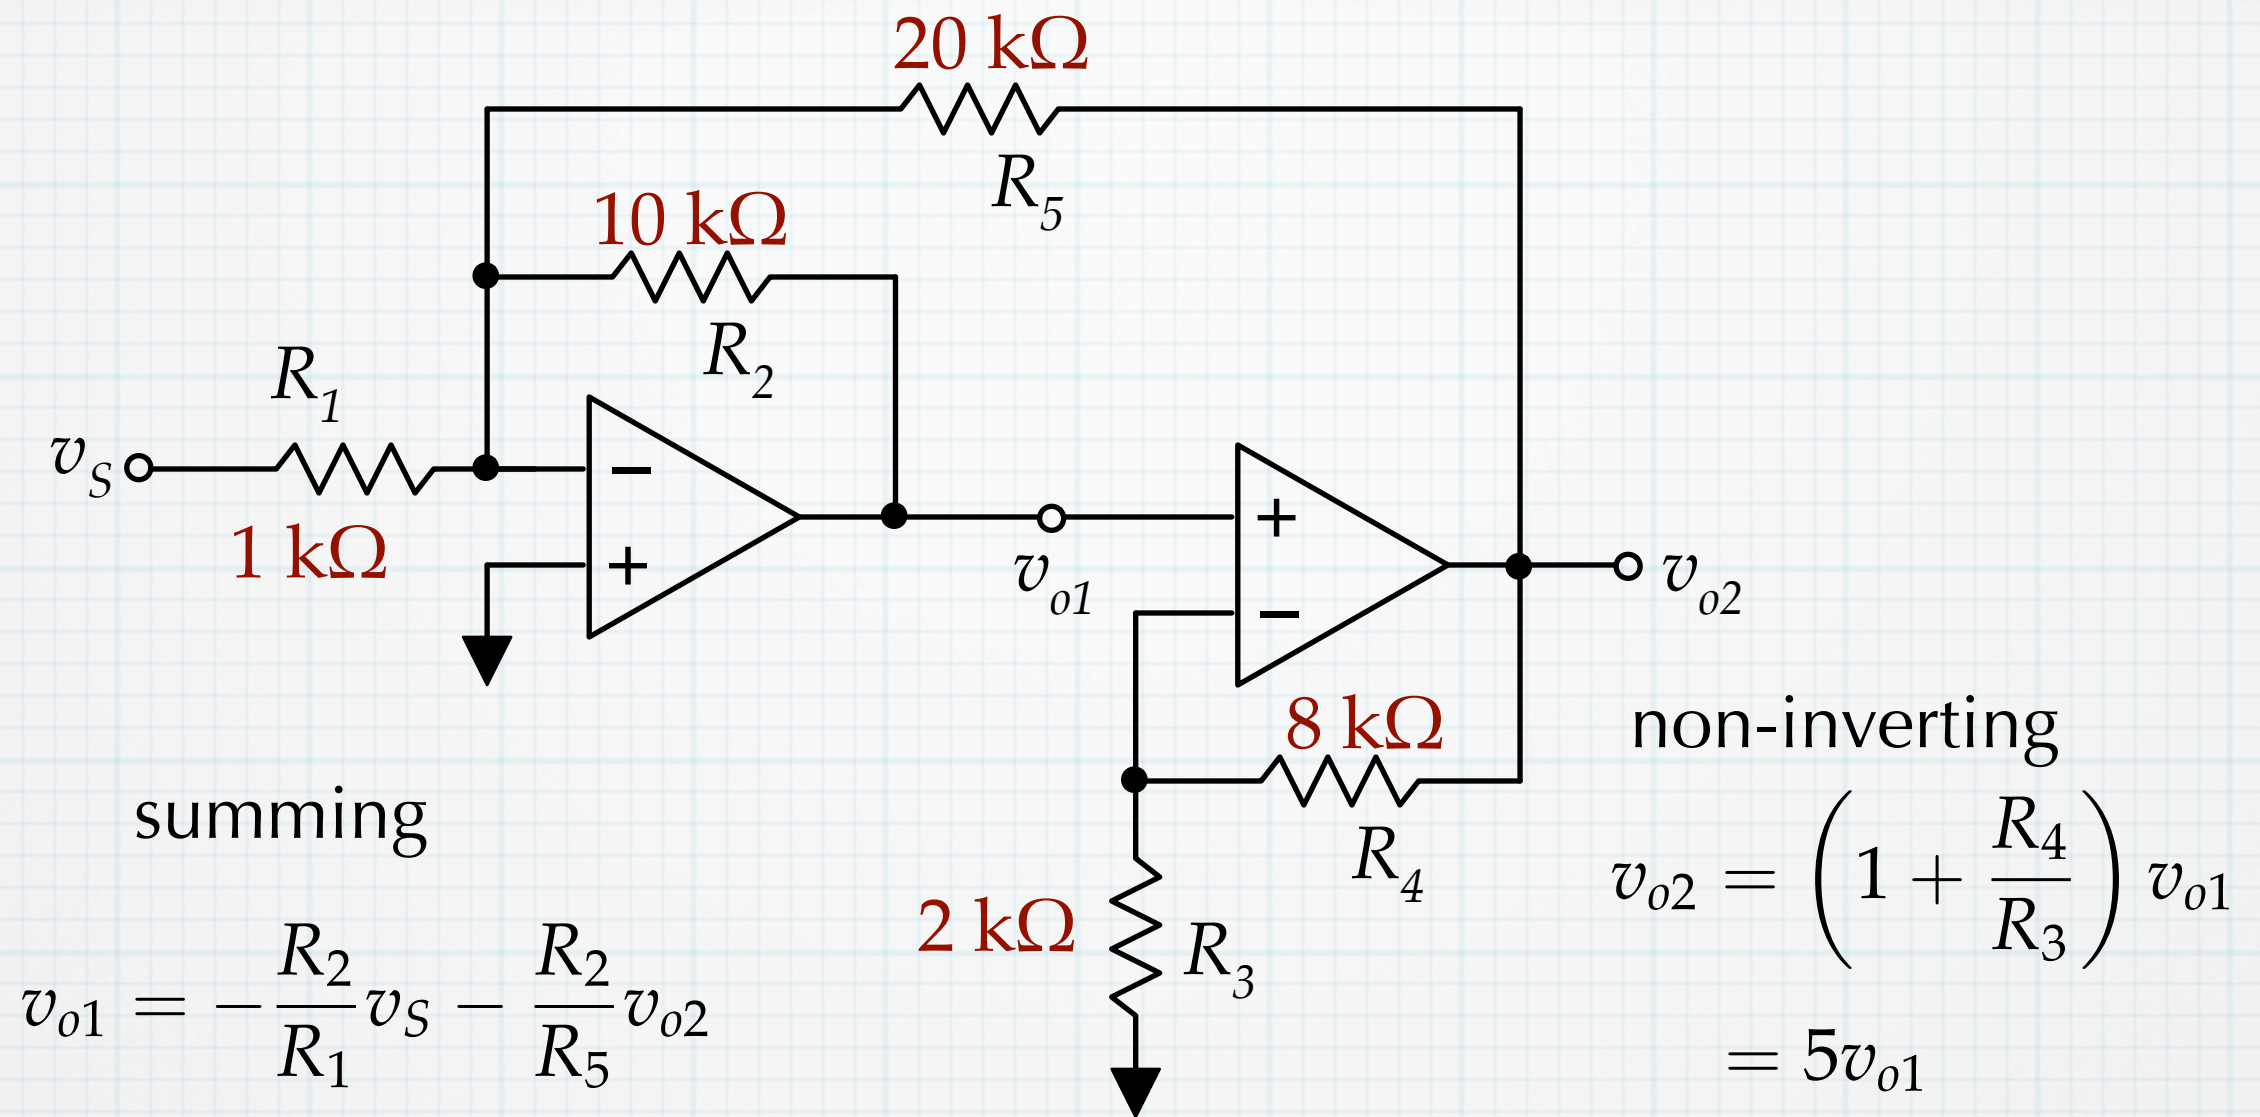 20 kΩ
R5
10 kΩ
R2
R1
vS
1 kΩ
−
+
vo1
+
−
vo2
8 kΩ
R4
2 kΩ
R3
summing
vo1 = −(R2/R1)vS − (R2/R5)vo2
non-inverting
vo2 = (1 + R4/R3) vo1
= 5vo1